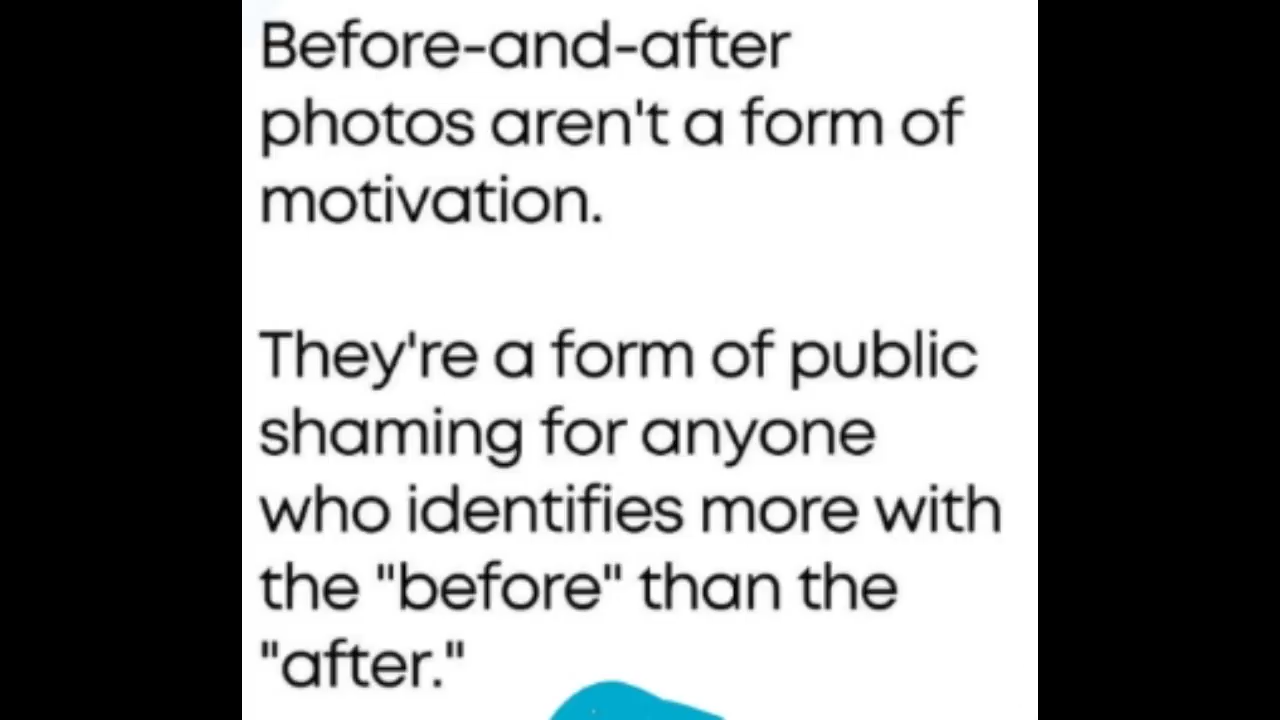 Before-and-after
photos aren't a form of
motivation.
They're a form of public
shaming for anyone
who identifies more with
the "before" than the
"after."